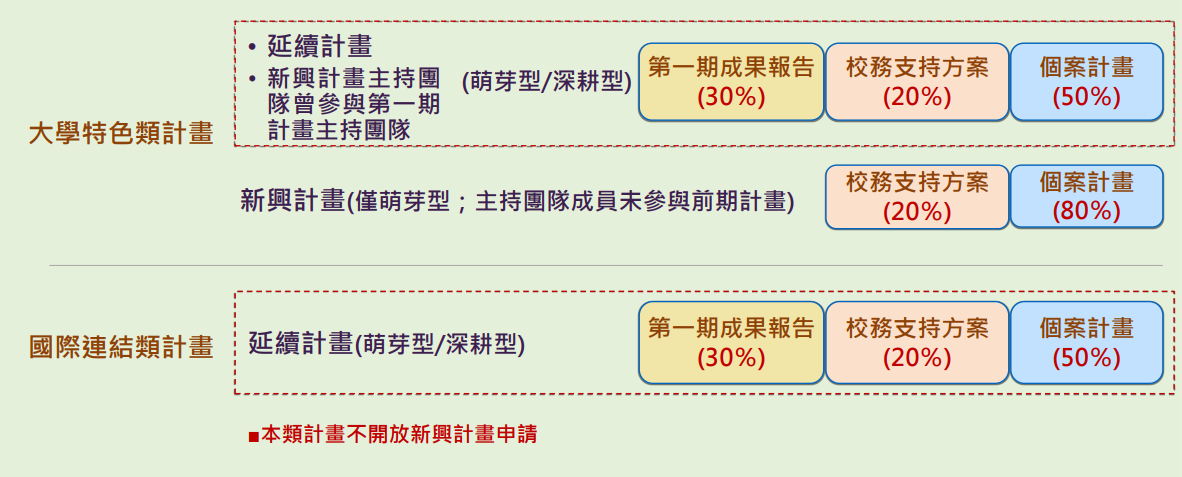 大學特色類計畫
• 延續計畫
• 新興計畫主持團
隊曾參與第一期
計畫主持團隊
(萌芽型/深耕型)
第一期成果報告
(30%)
校務支持方案
(20%)
個案計畫
(50%)
新興計畫(僅萌芽型；主持團隊成員未參與前期計畫)
校務支持方案
(20%)
個案計畫
(80%)
國際連結類計畫
延續計畫(萌芽型/深耕型)
第一期成果報告
(30%)
校務支持方案
(20%)
個案計畫
(50%)
■本類計畫不開放新興計畫申請